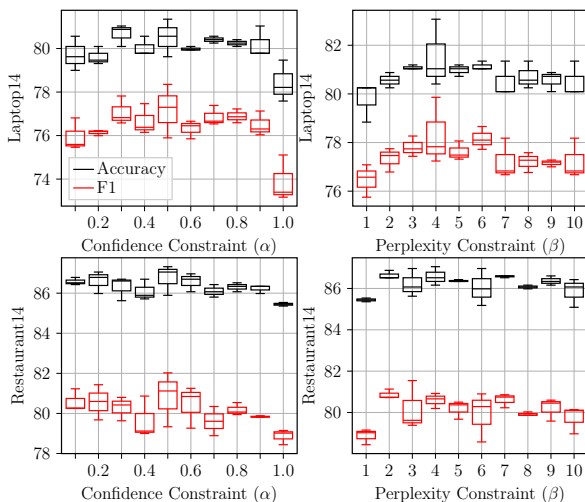 80
78
76
74
Laptop14
Accuracy
F1
0.2 0.4 0.6 0.8 1.0
Confidence Constraint (α)
82
80
78
76
Laptop14
1 2 3 4 5 6 7 8 9 10
Perplexity Constraint (β)
86
84
82
80
78
Restaurant14
0.2 0.4 0.6 0.8 1.0
Confidence Constraint (α)
86
84
82
80
Restaurant14
1 2 3 4 5 6 7 8 9 10
Perplexity Constraint (β)